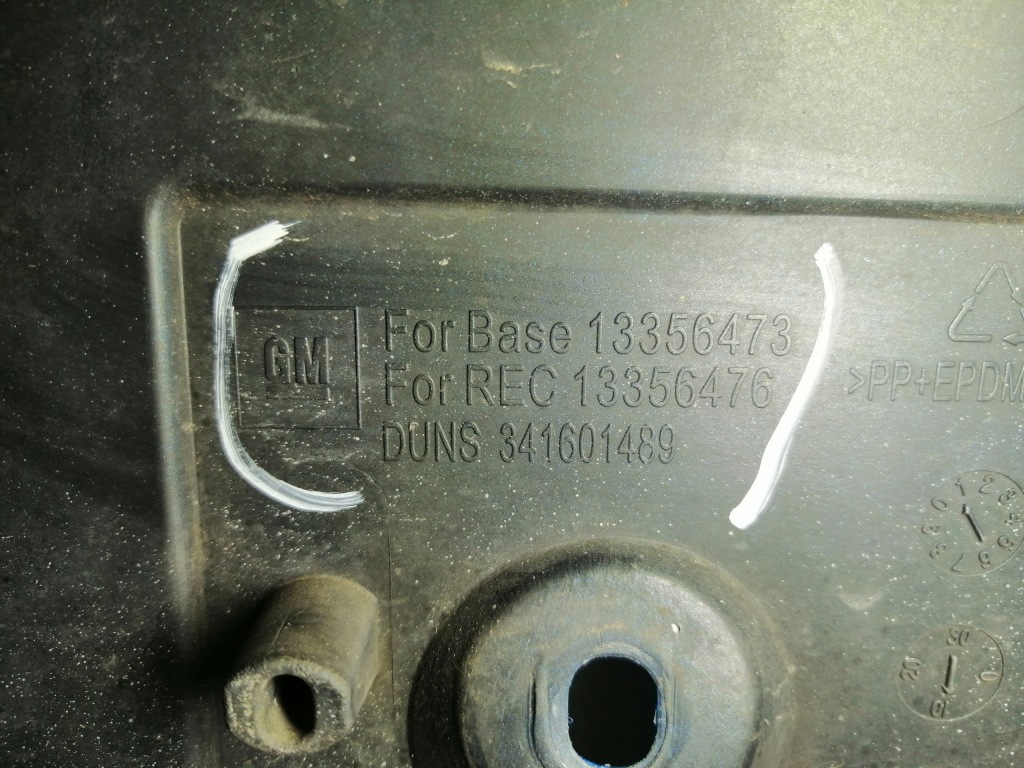 GM
For Base 13356473
For REC 13356476
DUNS 341601489
>PP+EPDM